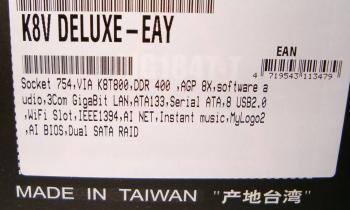 K8V DELUXE-EAY
EAN
4 719543 113479
Socket 754,VIA K8T800,DDR 400 ,AGP 8X,software a
udio,3Com GigaBit LAN,ATA133,Serial ATA,8 USB2.0
,WiFi Slot,IEEE1394,AI NET,Instant music,MyLogo2
,AI BIOS,Dual SATA RAID
MADE IN TAIWAN "产地台湾"